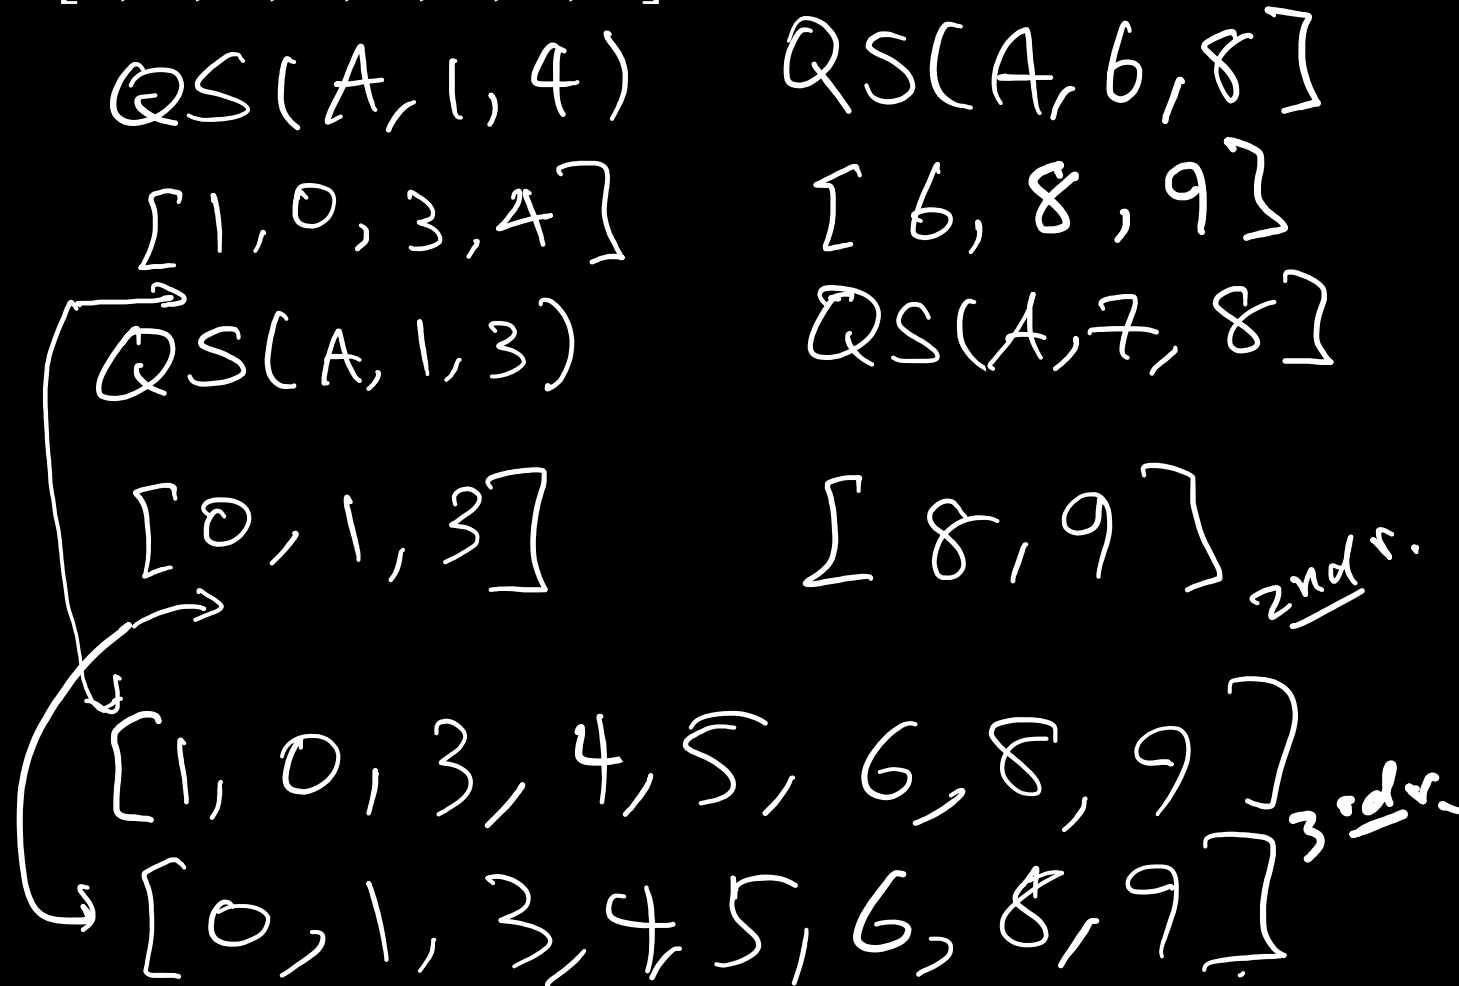 QS(A,1,4) QS(A,6,8]
[1,0,3,4] [6,8,9]
QS(A,1,3) QS(A,7,8]
[0,1,3] [8,9]
2nd r.
[1,0,3,4,5,6,8,9]
3rd r.
[0,1,3,4,5,6,8,9]